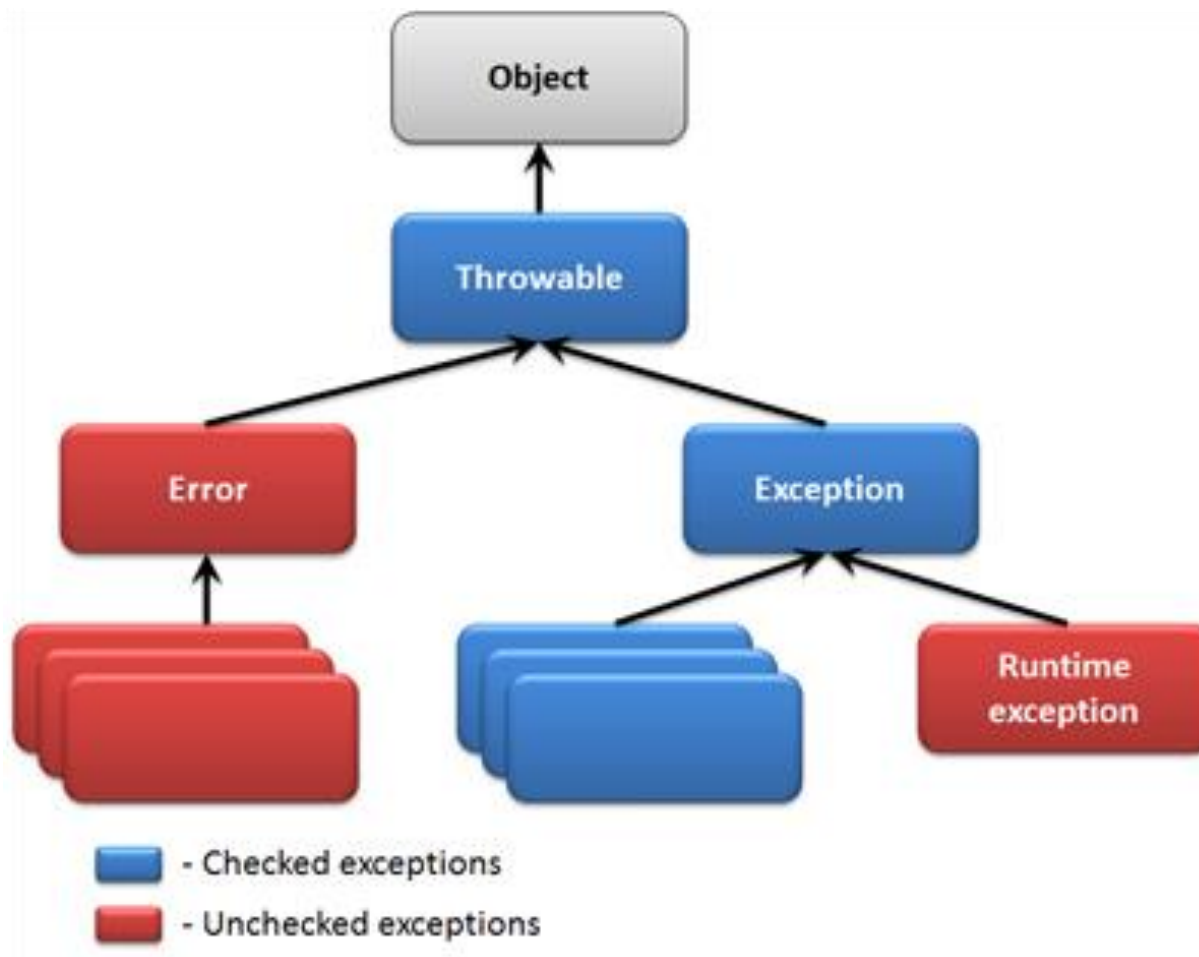 Object
Throwable
Error
Exception
Runtime
exception
- Checked exceptions
- Unchecked exceptions